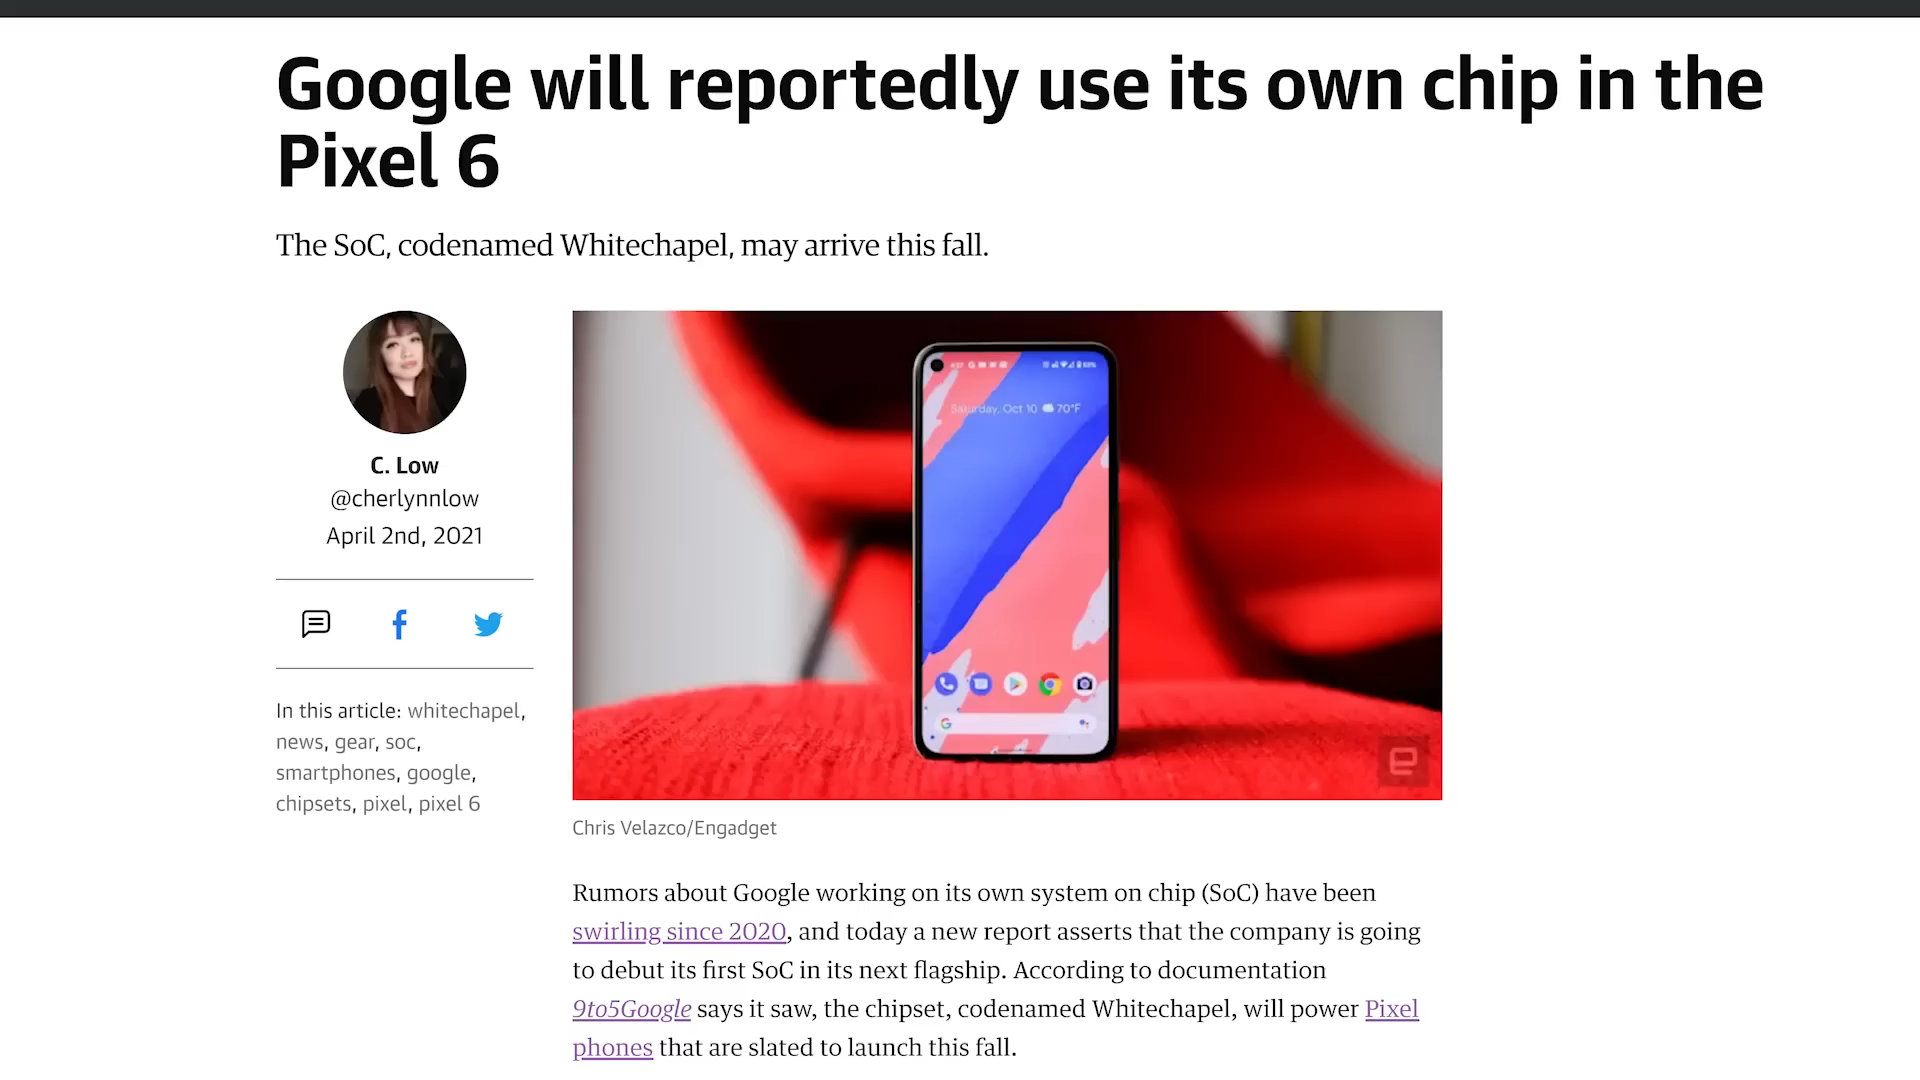 Google will reportedly use its own chip in the
Pixel 6
The SoC, codenamed Whitechapel, may arrive this fall.
C. Low
@cherlynnlow
April 2nd, 2021
In this article: whitechapel,
news, gear, soc,
smartphones, google,
chipsets, pixel, pixel 6
Saturday, Oct 10 70°F
Chris Velazco/Engadget
Rumors about Google working on its own system on chip (SoC) have been
swirling since 2020, and today a new report asserts that the company is going
to debut its first SoC in its next flagship. According to documentation
9to5Google says it saw, the chipset, codenamed Whitechapel, will power Pixel
phones that are slated to launch this fall.